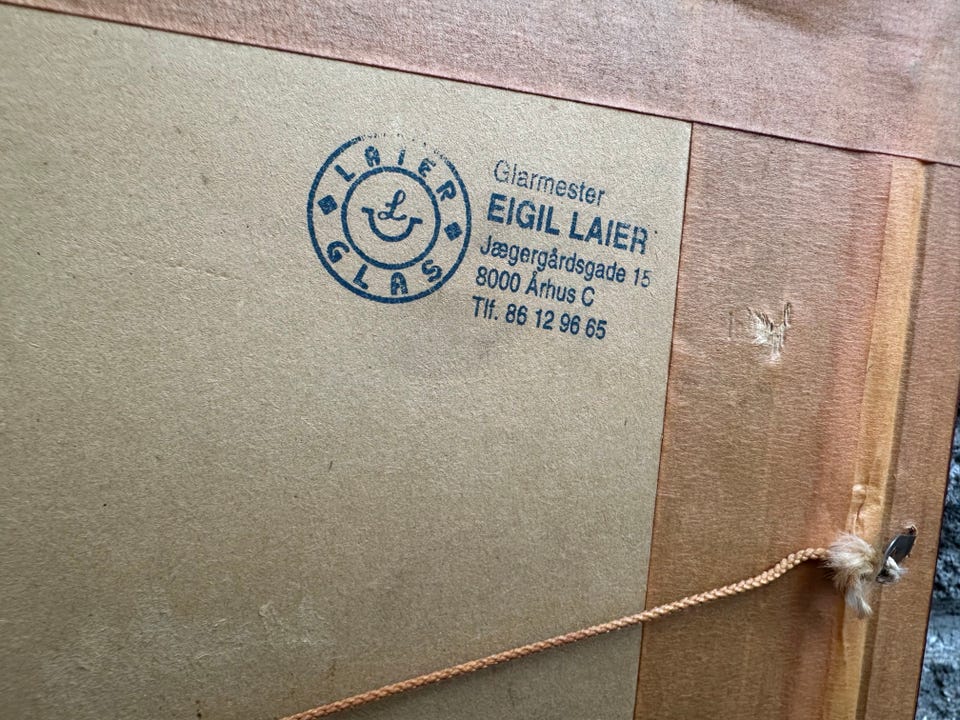 LAIER
L
GLAS
Glarmester
EIGIL LAIER
Jægergårdsgade 15
8000 Århus C
Tlf. 86 12 96 65